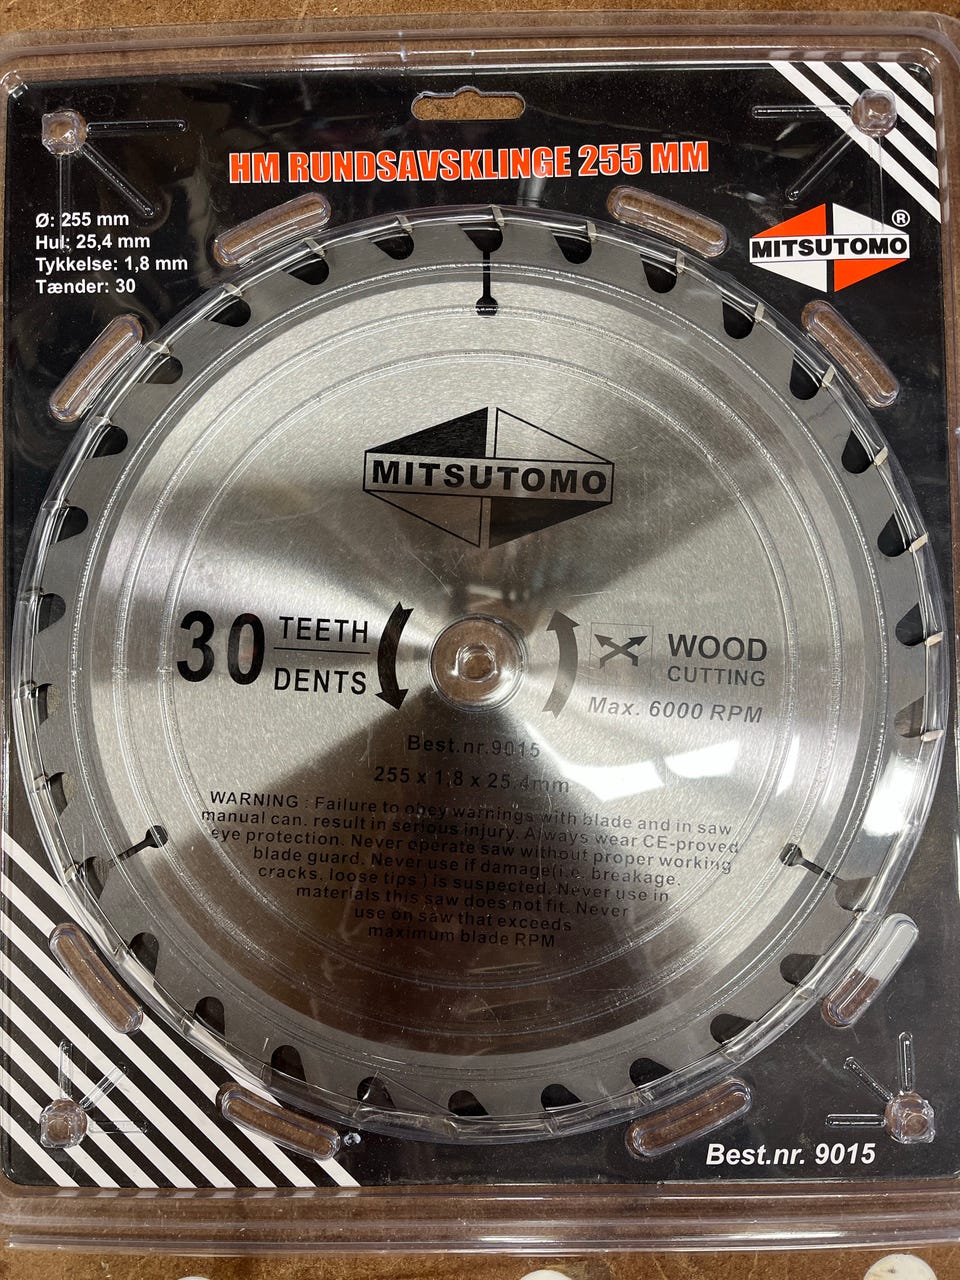 HM RUNDSAVSKLINGE 255 MM
Ø: 255 mm
Hul: 25,4 mm
Tykkelse: 1,8 mm
Tænder: 30
MITSUTOMO ®
MITSUTOMO
30 TEETH
DENTS
WOOD
CUTTING
Max. 6000 RPM
Best.nr.9015
255 x 1,8 x 25.4mm
WARNING : Failure to obey warnings with blade and in saw
manual can. result in serious injury. Always wear CE-proved
eye protection. Never operate saw without proper working
blade guard. Never use if damage(i.e. breakage.
cracks, loose tips ) is suspected. Never use in
materials this saw does not fit. Never
use on saw that exceeds
maximum blade RPM
Best.nr. 9015